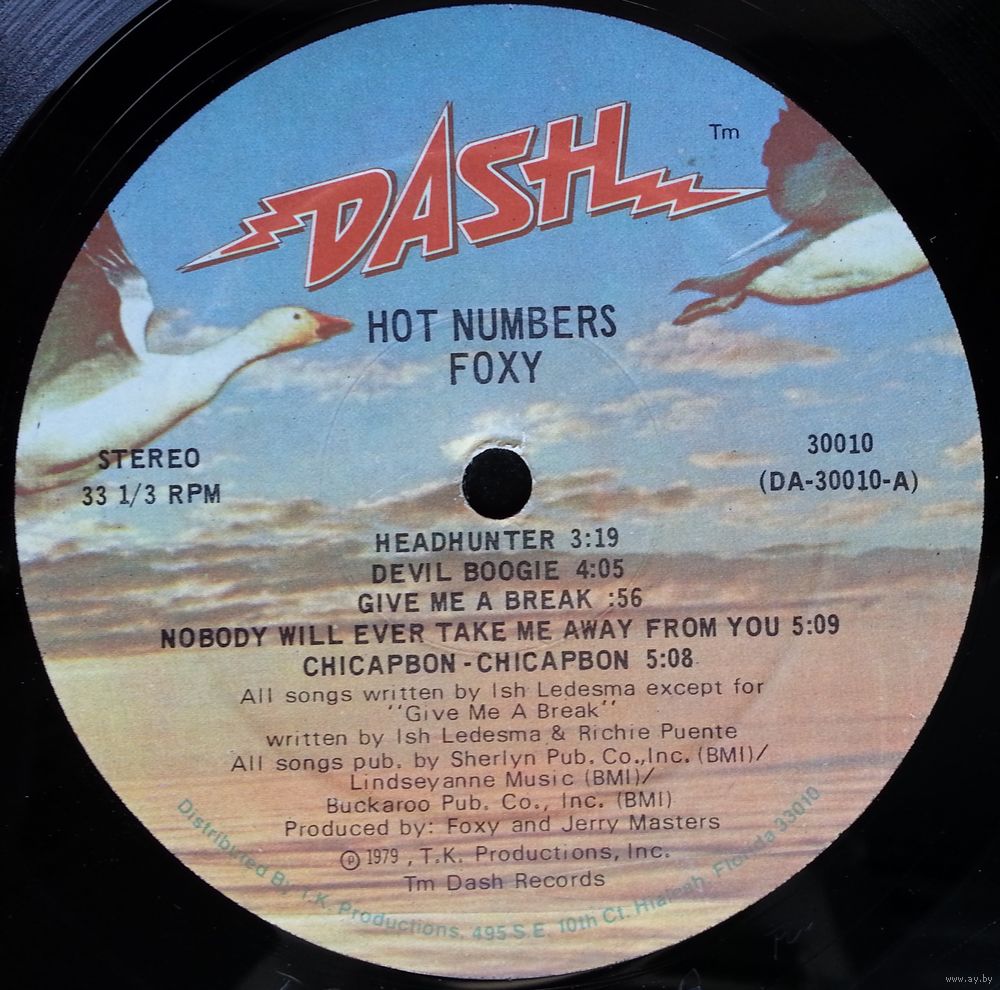 DASH
Tm
HOT NUMBERS
FOXY
STEREO
33 1/3 RPM
30010
(DA-30010-A)
HEADHUNTER 3:19
DEVIL BOOGIE 4:05
GIVE ME A BREAK :56
NOBODY WILL EVER TAKE ME AWAY FROM YOU 5:09
CHICAPBON-CHICAPBON 5:08
All songs written by Ish Ledesma except for
''Give Me A Break''
written by Ish Ledesma & Richie Puente
All songs pub. by Sherlyn Pub. Co.,Inc. (BMI)/
Lindseyanne Music (BMI)/
Buckaroo Pub. Co., Inc. (BMI)
Produced by: Foxy and Jerry Masters
℗ 1979 , T.K. Productions, Inc.
Tm Dash Records
Distributed By T.K. Productions, 495 S.E. 10th Ct. Hialeah, Florida 33010
www.ay.by